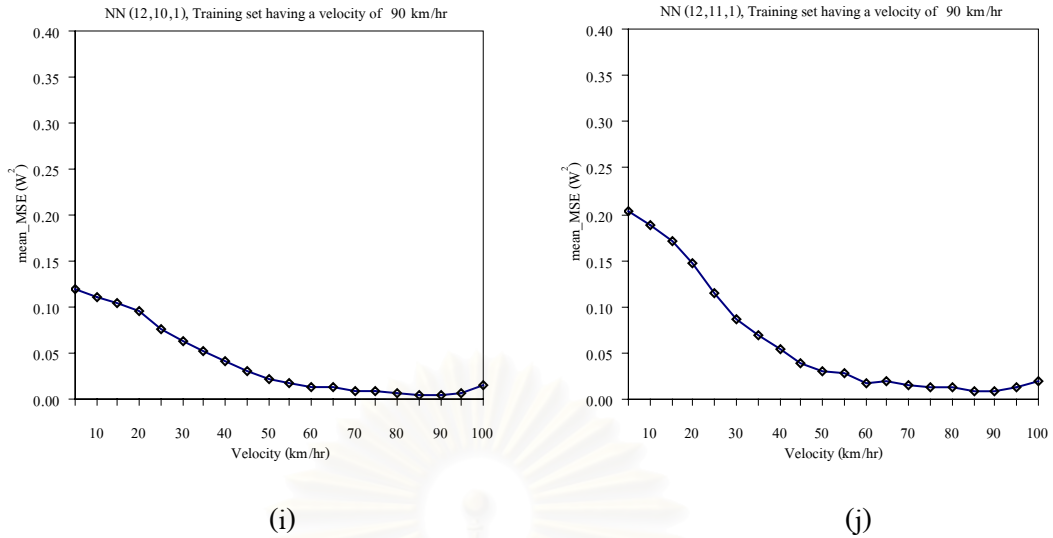 NN (12,10,1), Training set having a velocity of 90 km/hr
0.40
0.35
0.30
0.25
0.20
0.15
0.10
0.05
0.00
mean_MSE (W²)
10 20 30 40 50 60 70 80 90 100
Velocity (km/hr)
(i)
NN (12,11,1), Training set having a velocity of 90 km/hr
0.40
0.35
0.30
0.25
0.20
0.15
0.10
0.05
0.00
mean_MSE (W²)
10 20 30 40 50 60 70 80 90 100
Velocity (km/hr)
(j)